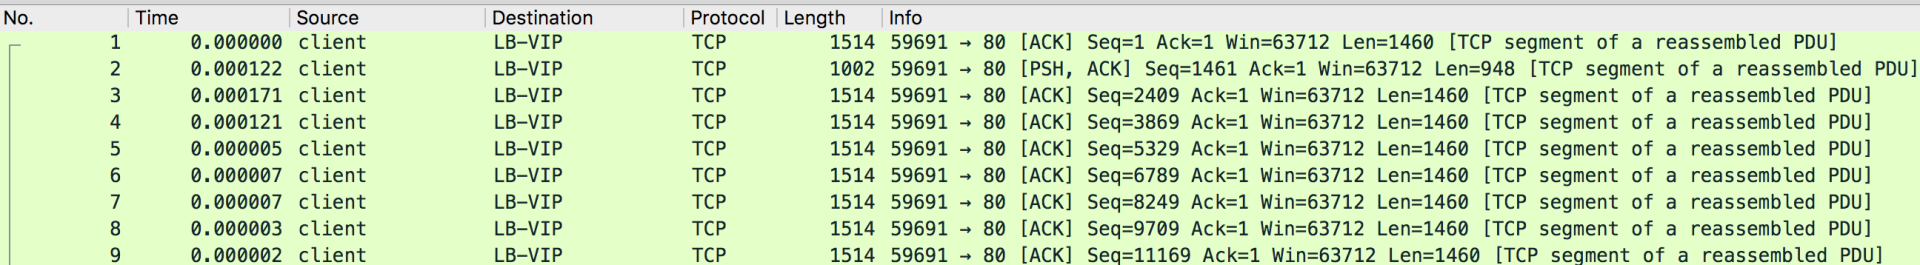 No. Time Source Destination Protocol Length Info
1 0.000000 client LB-VIP TCP 1514 59691 → 80 [ACK] Seq=1 Ack=1 Win=63712 Len=1460 [TCP segment of a reassembled PDU]
2 0.000122 client LB-VIP TCP 1002 59691 → 80 [PSH, ACK] Seq=1461 Ack=1 Win=63712 Len=948 [TCP segment of a reassembled PDU]
3 0.000171 client LB-VIP TCP 1514 59691 → 80 [ACK] Seq=2409 Ack=1 Win=63712 Len=1460 [TCP segment of a reassembled PDU]
4 0.000121 client LB-VIP TCP 1514 59691 → 80 [ACK] Seq=3869 Ack=1 Win=63712 Len=1460 [TCP segment of a reassembled PDU]
5 0.000005 client LB-VIP TCP 1514 59691 → 80 [ACK] Seq=5329 Ack=1 Win=63712 Len=1460 [TCP segment of a reassembled PDU]
6 0.000007 client LB-VIP TCP 1514 59691 → 80 [ACK] Seq=6789 Ack=1 Win=63712 Len=1460 [TCP segment of a reassembled PDU]
7 0.000007 client LB-VIP TCP 1514 59691 → 80 [ACK] Seq=8249 Ack=1 Win=63712 Len=1460 [TCP segment of a reassembled PDU]
8 0.000003 client LB-VIP TCP 1514 59691 → 80 [ACK] Seq=9709 Ack=1 Win=63712 Len=1460 [TCP segment of a reassembled PDU]
9 0.000002 client LB-VIP TCP 1514 59691 → 80 [ACK] Seq=11169 Ack=1 Win=63712 Len=1460 [TCP segment of a reassembled PDU]